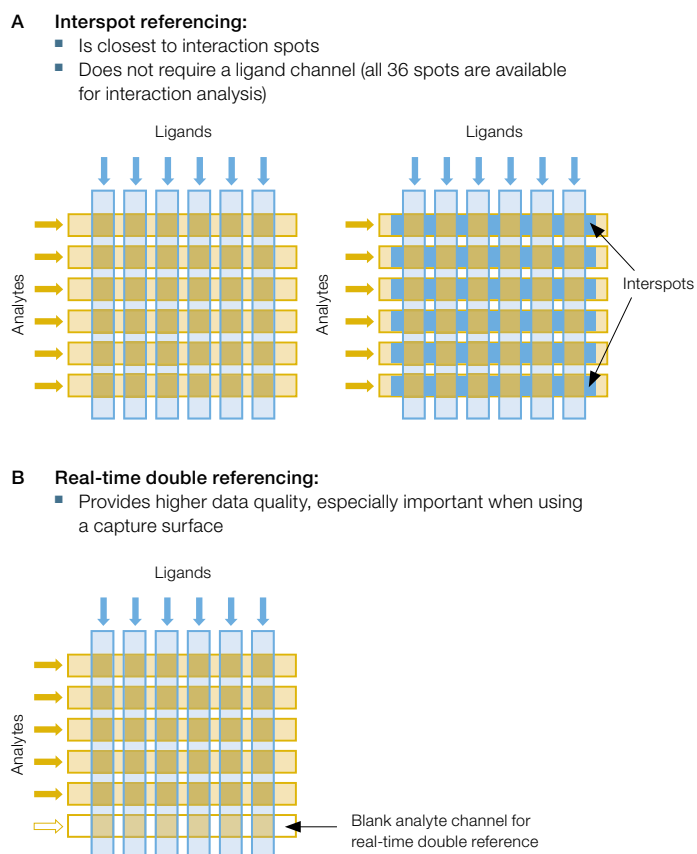 A Interspot referencing:
■ Is closest to interaction spots
■ Does not require a ligand channel (all 36 spots are available
for interaction analysis)
Ligands
Ligands
Analytes
Analytes
Interspots
B Real-time double referencing:
■ Provides higher data quality, especially important when using
a capture surface
Ligands
Analytes
Blank analyte channel for
real-time double reference